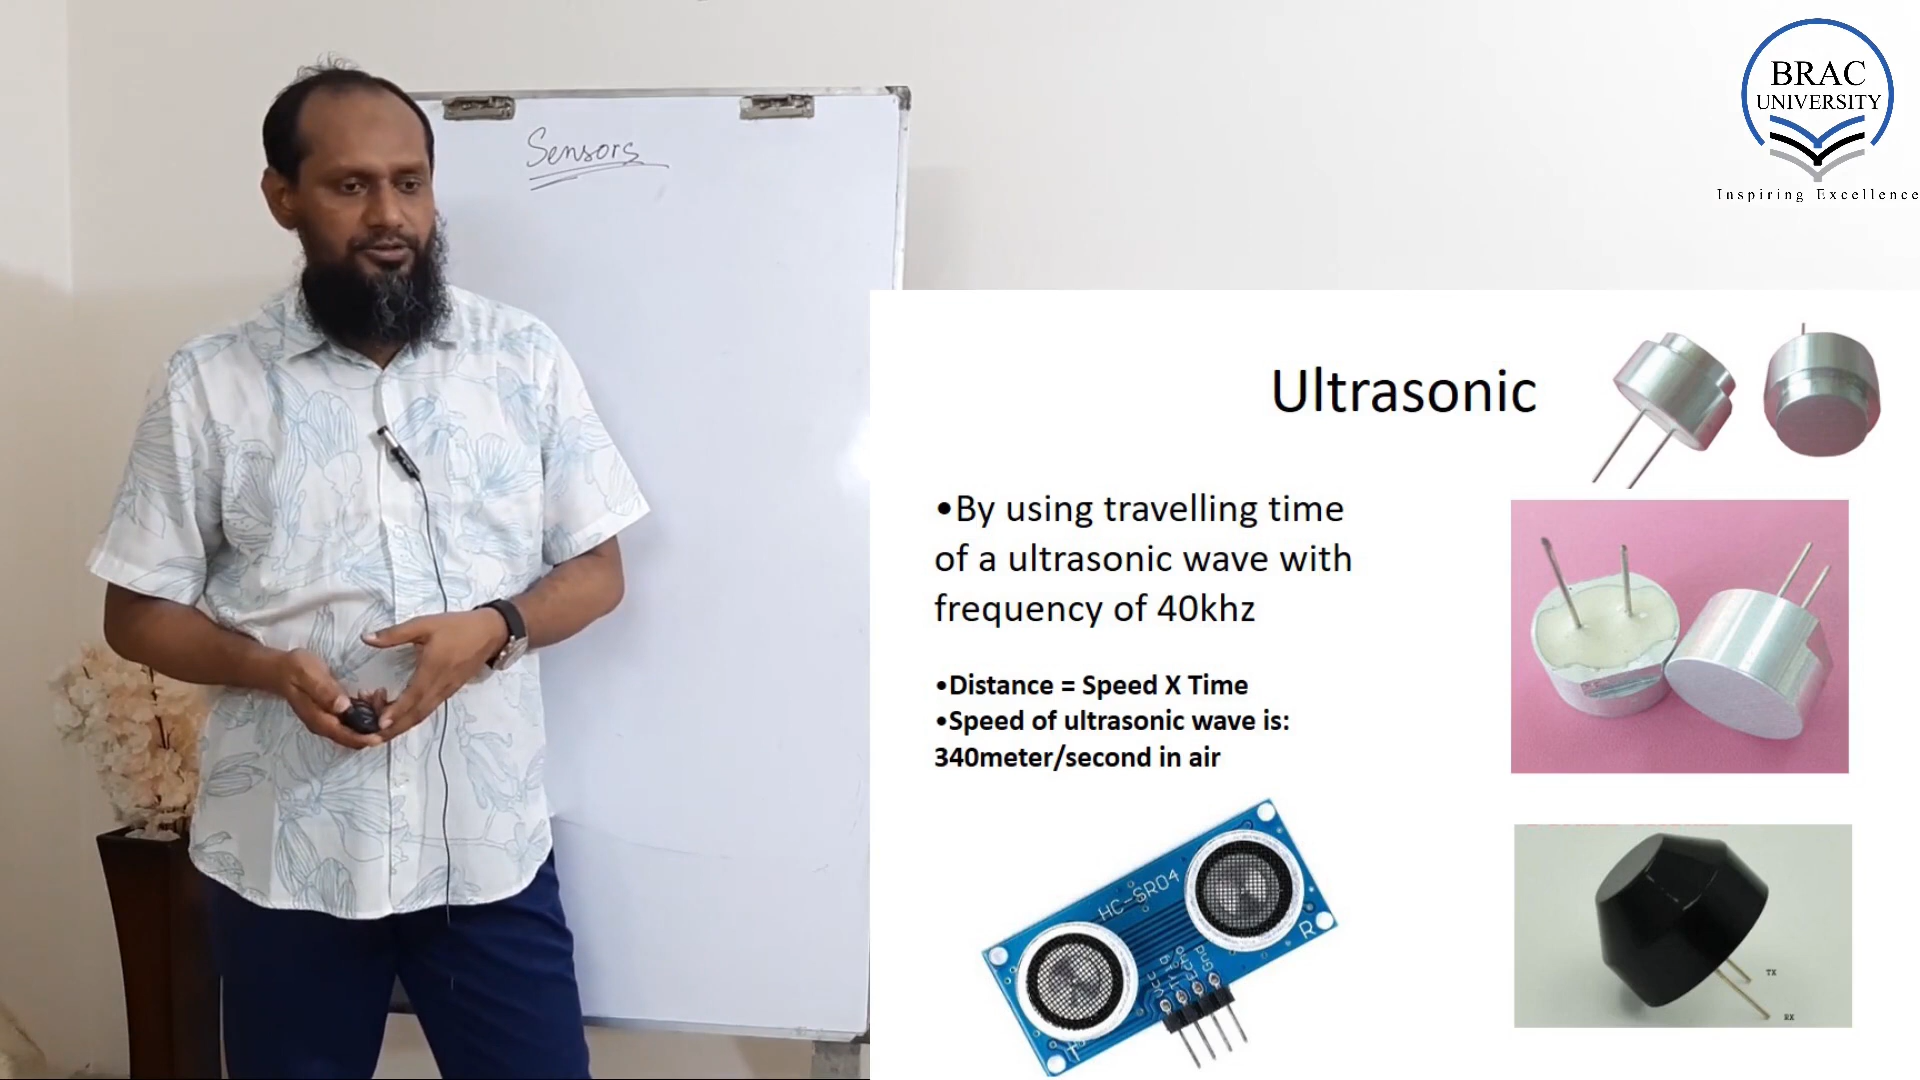 Sensors
BRAC
UNIVERSITY
Inspiring Excellence
Ultrasonic
•By using travelling time
of a ultrasonic wave with
frequency of 40khz
•Distance = Speed X Time
•Speed of ultrasonic wave is:
340meter/second in air
HC-SR04
T
R
Vcc
Trig
Echo
Gnd
TX
RX